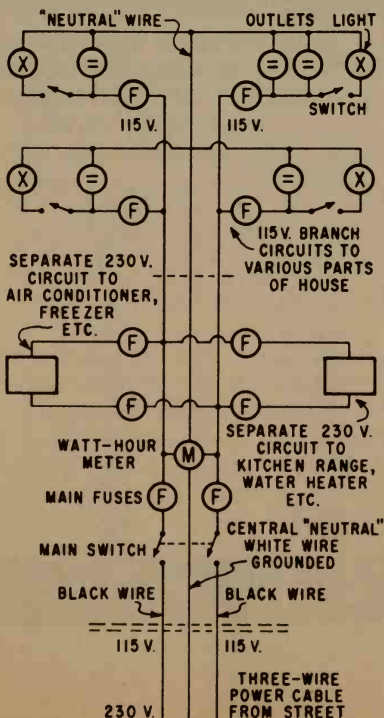 "NEUTRAL" WIRE
OUTLETS LIGHT
X
=
=
=
X
F
F
SWITCH
115 V.
115 V.
X
=
F
=
X
F
115 V. BRANCH
CIRCUITS TO
VARIOUS PARTS
OF HOUSE
SEPARATE 230 V.
CIRCUIT TO
AIR CONDITIONER,
FREEZER
ETC.
F
F
F
F
WATT-HOUR
METER
M
SEPARATE 230 V.
CIRCUIT TO
KITCHEN RANGE,
WATER HEATER
ETC.
MAIN FUSES
F
F
MAIN SWITCH
CENTRAL "NEUTRAL"
WHITE WIRE
GROUNDED
BLACK WIRE
BLACK WIRE
115 V.
115 V.
THREE-WIRE
POWER CABLE
FROM STREET
230 V.